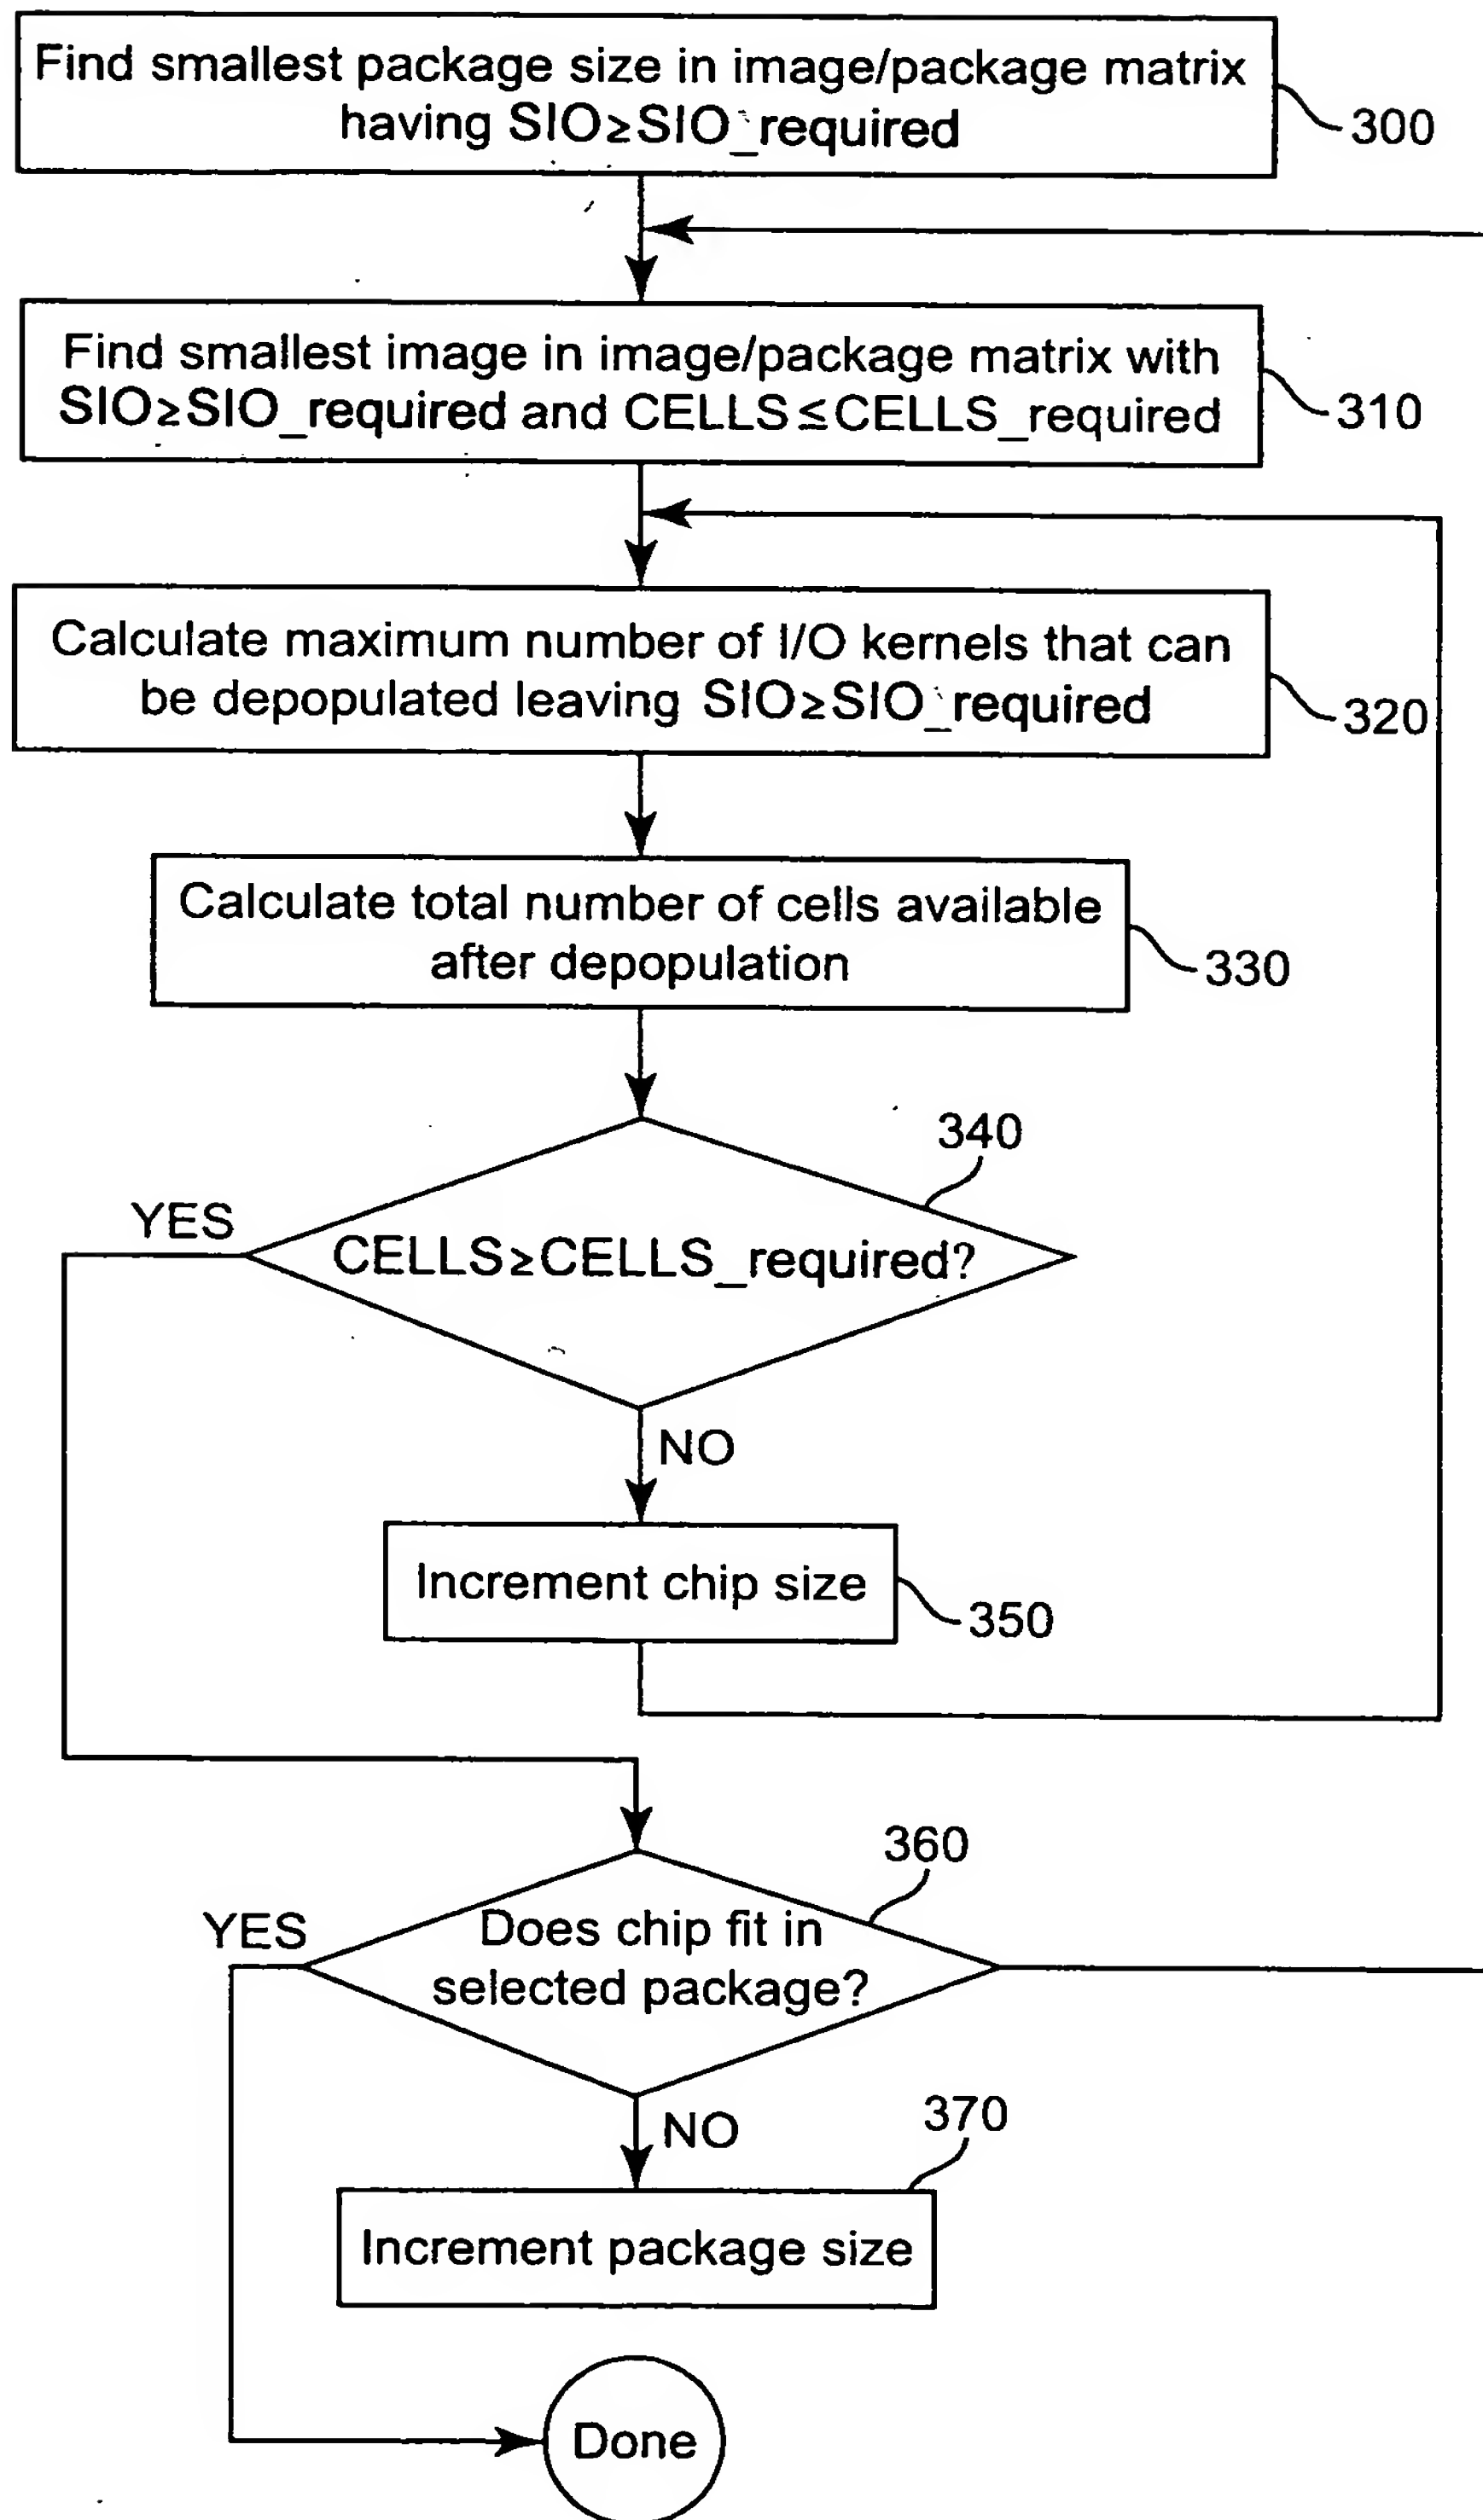 Find smallest package size in image/package matrix
having SIO≥SIO_required
300
Find smallest image in image/package matrix with
SIO≥SIO_required and CELLS≤CELLS_required
310
Calculate maximum number of I/O kernels that can
be depopulated leaving SIO≥SIO_required
320
Calculate total number of cells available
after depopulation
330
340
YES
CELLS≥CELLS_required?
NO
Increment chip size
350
360
YES
Does chip fit in
selected package?
NO
370
Increment package size
Done